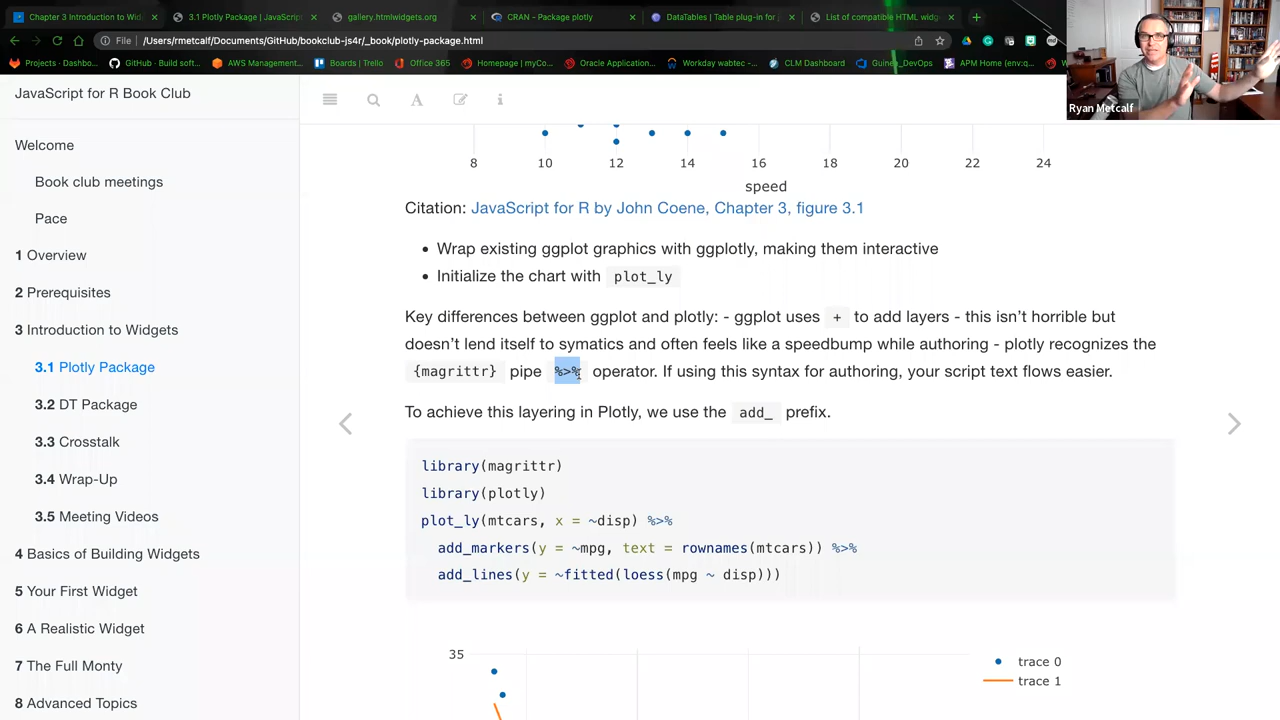 Chapter 3 Introduction to Wid
3.1 Plotly Package | JavaScript
gallery.htmlwidgets.org
CRAN - Package plotly
DataTables | Table plug-in for
List of compatible HTML widg
File /Users/rmetcalf/Documents/GitHub/bookclub-js4r/_book/plotly-package.html
Projects - Dashbo...
GitHub - Build soft...
AWS Management...
Boards | Trello
Office 365
Homepage | myCo...
Oracle Application...
Workday wabtec -...
CLM Dashboard
Guinea_DevOps
APM Home (env:q...
Ryan Metcalf
JavaScript for R Book Club
Welcome
Book club meetings
Pace
1 Overview
2 Prerequisites
3 Introduction to Widgets
3.1 Plotly Package
3.2 DT Package
3.3 Crosstalk
3.4 Wrap-Up
3.5 Meeting Videos
4 Basics of Building Widgets
5 Your First Widget
6 A Realistic Widget
7 The Full Monty
8 Advanced Topics
8 10 12 14 16 18 20 22 24
speed
Citation: JavaScript for R by John Coene, Chapter 3, figure 3.1
• Wrap existing ggplot graphics with ggplotly, making them interactive
• Initialize the chart with plot_ly
Key differences between ggplot and plotly: - ggplot uses + to add layers - this isn't horrible but
doesn't lend itself to symatics and often feels like a speedbump while authoring - plotly recognizes the
{magrittr} pipe %>% operator. If using this syntax for authoring, your script text flows easier.
To achieve this layering in Plotly, we use the add_ prefix.
library(magrittr)
library(plotly)
plot_ly(mtcars, x = ~disp) %>%
add_markers(y = ~mpg, text = rownames(mtcars)) %>%
add_lines(y = ~fitted(loess(mpg ~ disp)))
35
trace 0
trace 1